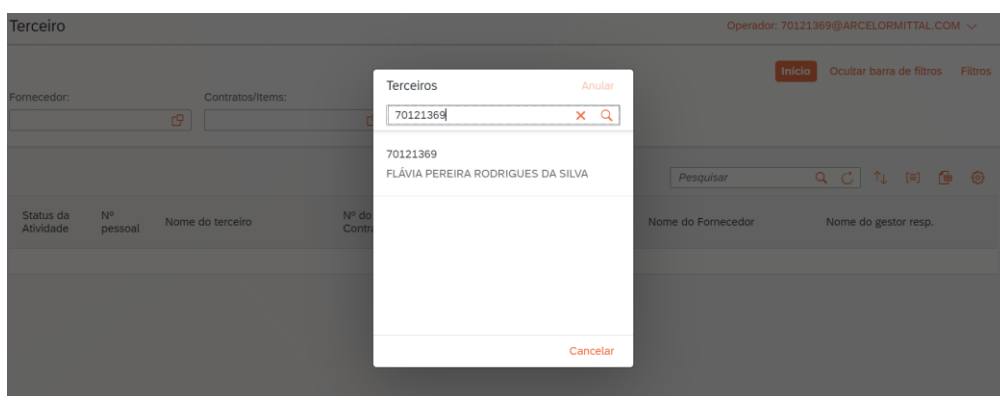 Terceiro
Operador: 70121369@ARCELORMITTAL.COM
Início Ocultar barra de filtros Filtros
Fornecedor:
Contratos/Items:
Terceiros
Anular
70121369
70121369
FLÁVIA PEREIRA RODRIGUES DA SILVA
Pesquisar
Status da
Atividade
Nº
pessoal
Nome do terceiro
Nº do
Nome do Fornecedor
Nome do gestor resp.
Cancelar